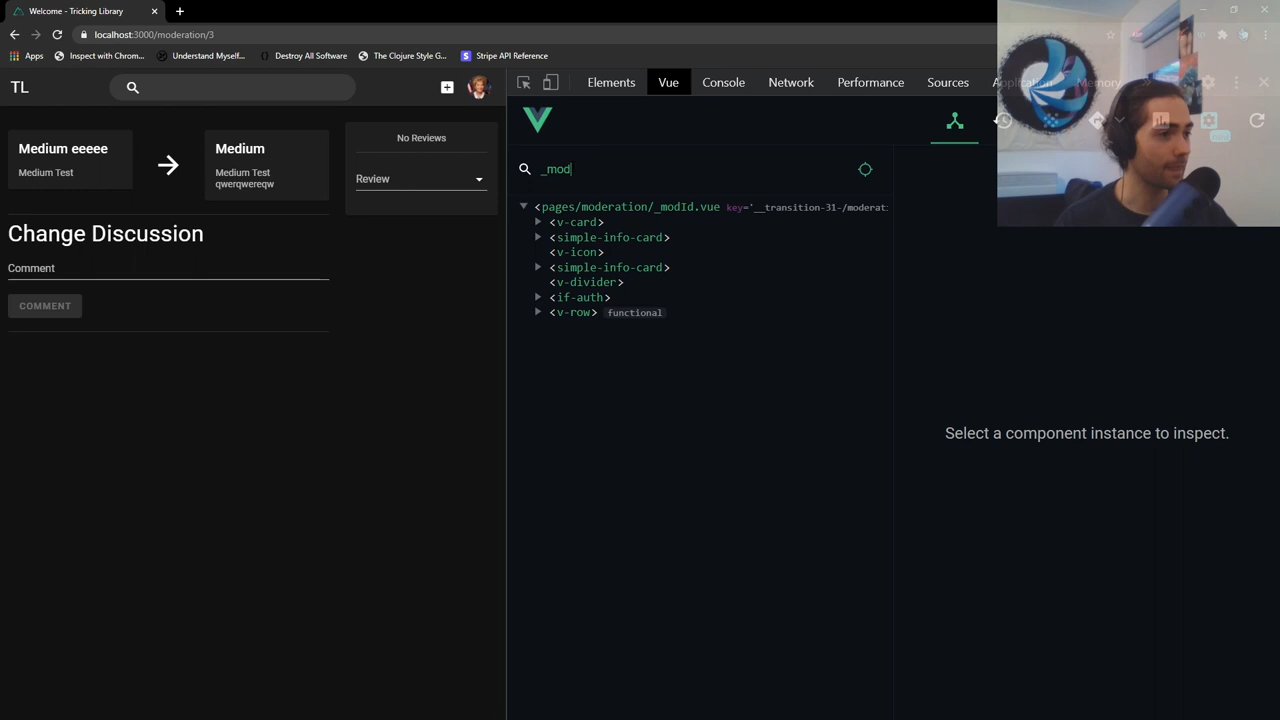 Welcome - Tricking Library
localhost:3000/moderation/3
Apps
Inspect with Chrom...
Understand Myself...
Destroy All Software
The Clojure Style G...
Stripe API Reference
TL
Elements
Vue
Console
Network
Performance
Sources
Application
Memory
_mod
Medium eeeee
Medium Test
Medium
Medium Test
qwerqwereqw
No Reviews
Review
Change Discussion
Comment
COMMENT
<pages/moderation/_modId.vue key='__transition-31-/moderat:
<v-card>
<simple-info-card>
<v-icon>
<simple-info-card>
<v-divider>
<if-auth>
<v-row> functional
Select a component instance to inspect.